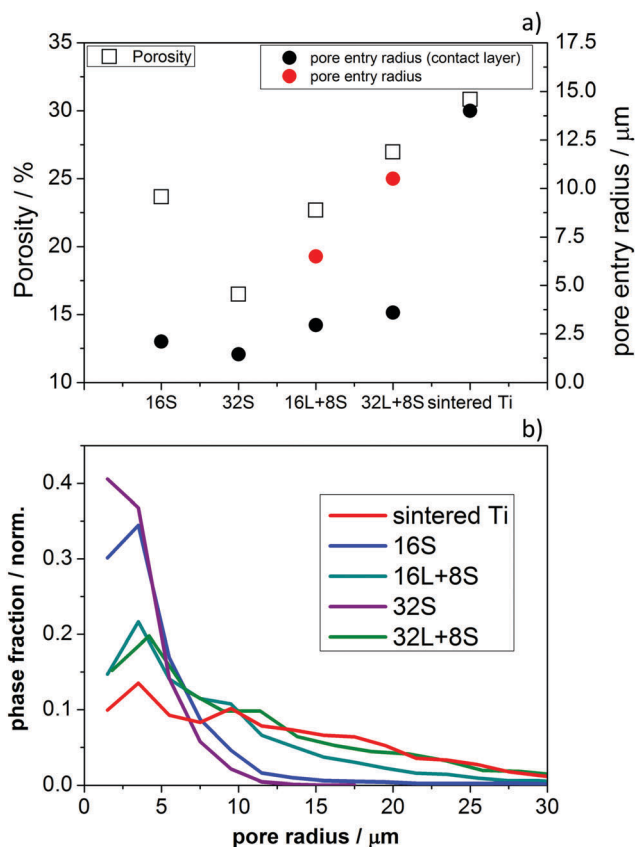 a)
35
30
25
20
15
10
Porosity / %
Porosity
pore entry radius (contact layer)
pore entry radius
17.5
15.0
12.5
10.0
7.5
5.0
2.5
0.0
pore entry radius / μm
16S 32S 16L+8S 32L+8S sintered Ti
b)
0.4
0.3
0.2
0.1
0.0
phase fraction / norm.
sintered Ti
16S
16L+8S
32S
32L+8S
0 5 10 15 20 25 30
pore radius / μm